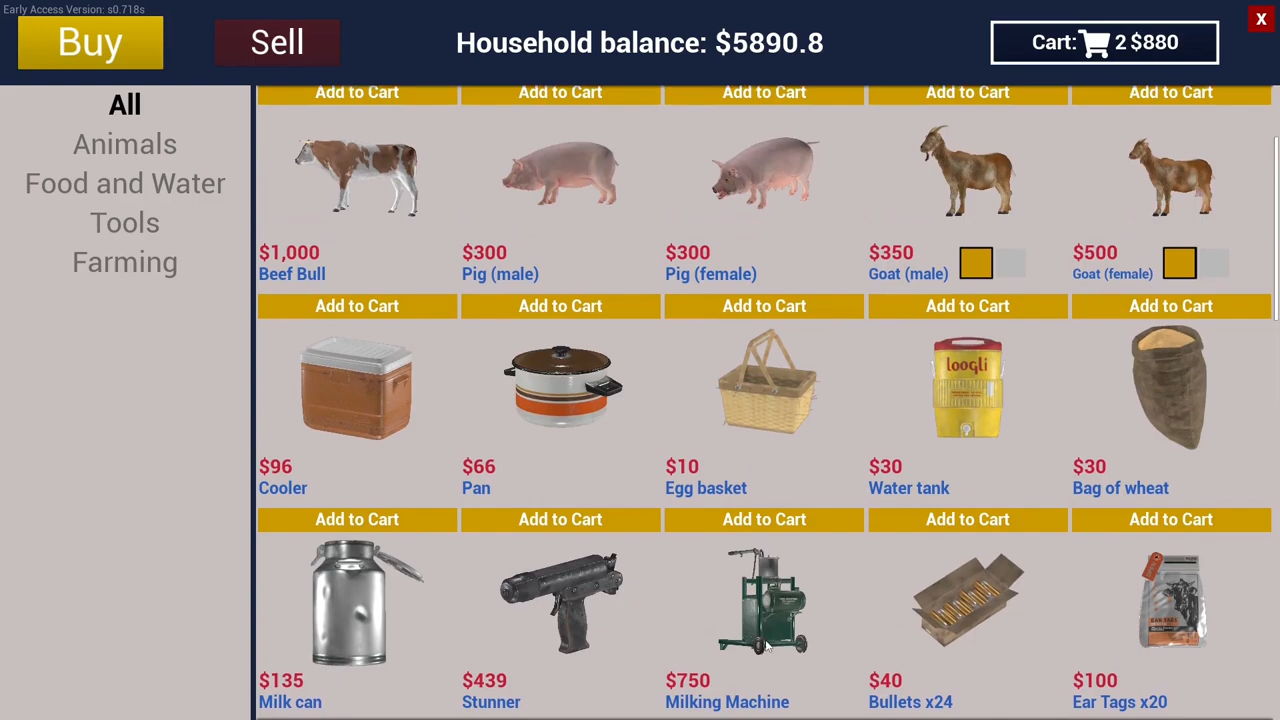 Early Access Version: s0.718s
Buy
Sell
Household balance: $5890.8
Cart: 2 $880
X
All
Animals
Food and Water
Tools
Farming
Add to Cart Add to Cart Add to Cart Add to Cart Add to Cart
$1,000 $300 $300 $350 $500
Beef Bull Pig (male) Pig (female) Goat (male) Goat (female)
Add to Cart Add to Cart Add to Cart Add to Cart Add to Cart
loogli
$96 $66 $10 $30 $30
Cooler Pan Egg basket Water tank Bag of wheat
Add to Cart Add to Cart Add to Cart Add to Cart Add to Cart
EAR TAGS
$135 $439 $750 $40 $100
Milk can Stunner Milking Machine Bullets x24 Ear Tags x20